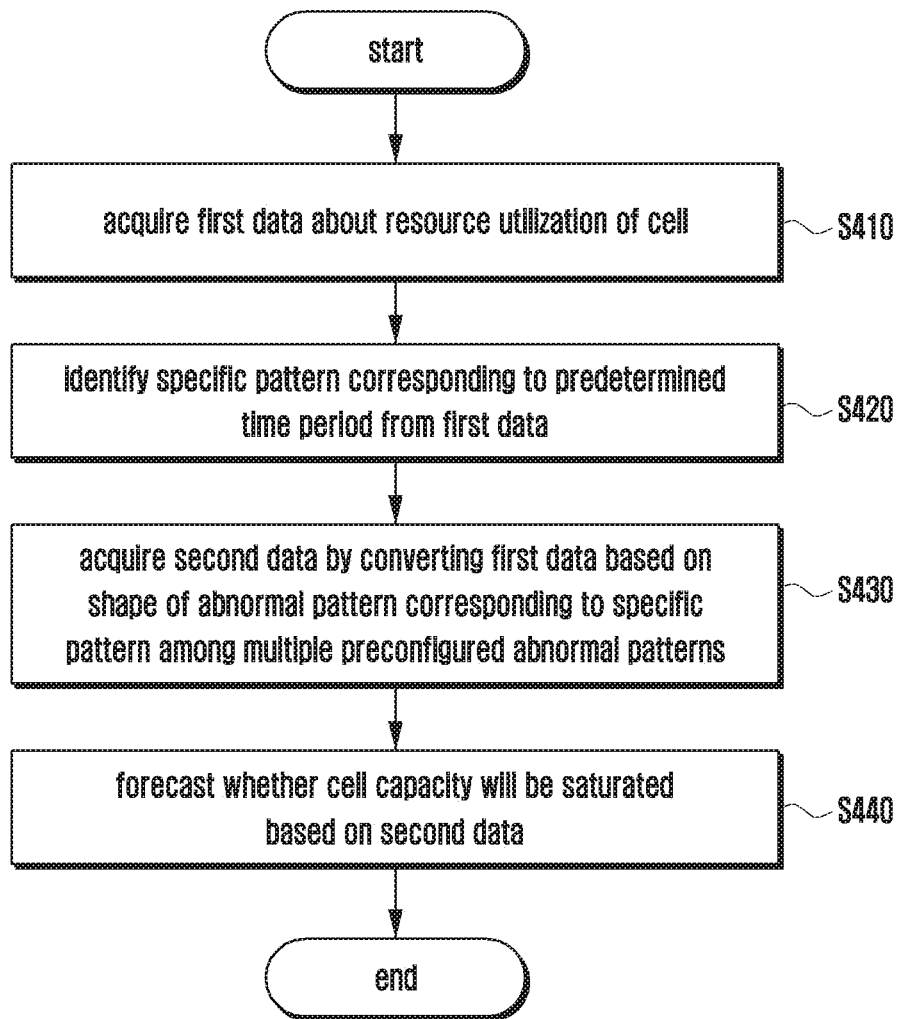 start
acquire first data about resource utilization of cell
S410
identify specific pattern corresponding to predetermined
time period from first data
S420
acquire second data by converting first data based on
shape of abnormal pattern corresponding to specific
pattern among multiple preconfigured abnormal patterns
S430
forecast whether cell capacity will be saturated
based on second data
S440
end